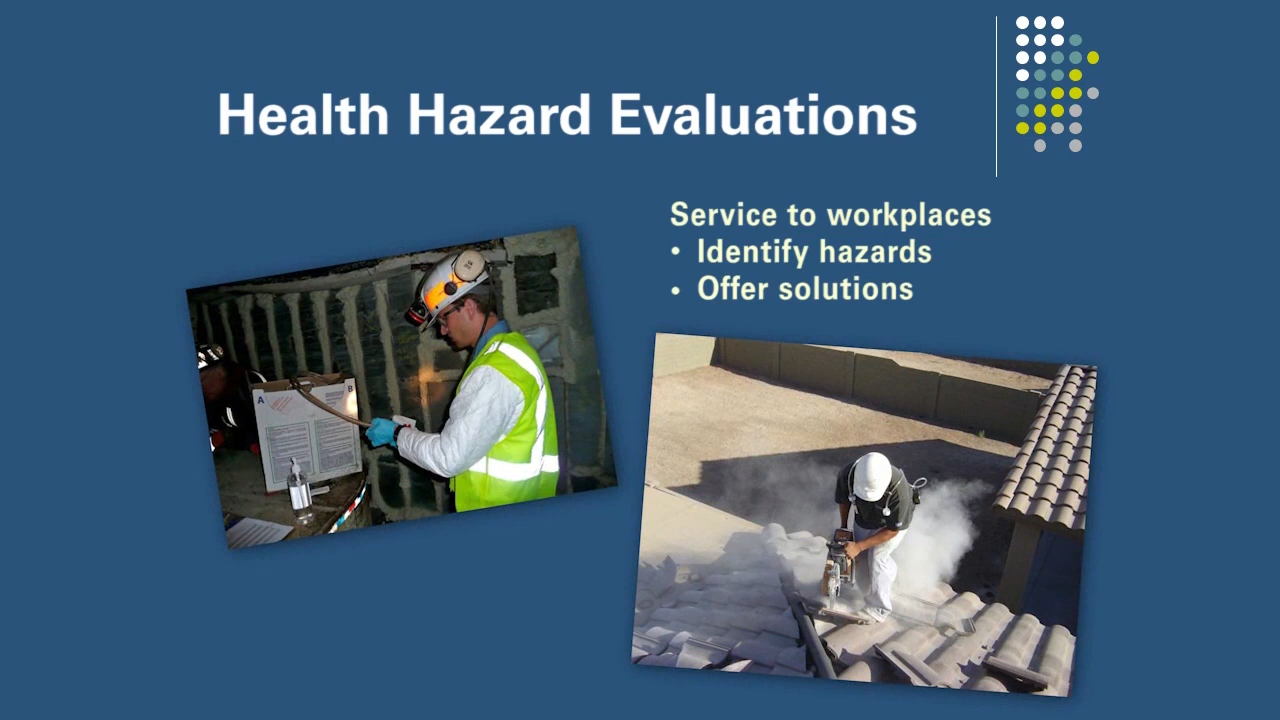 Health Hazard Evaluations
Service to workplaces
• Identify hazards
• Offer solutions
A
B